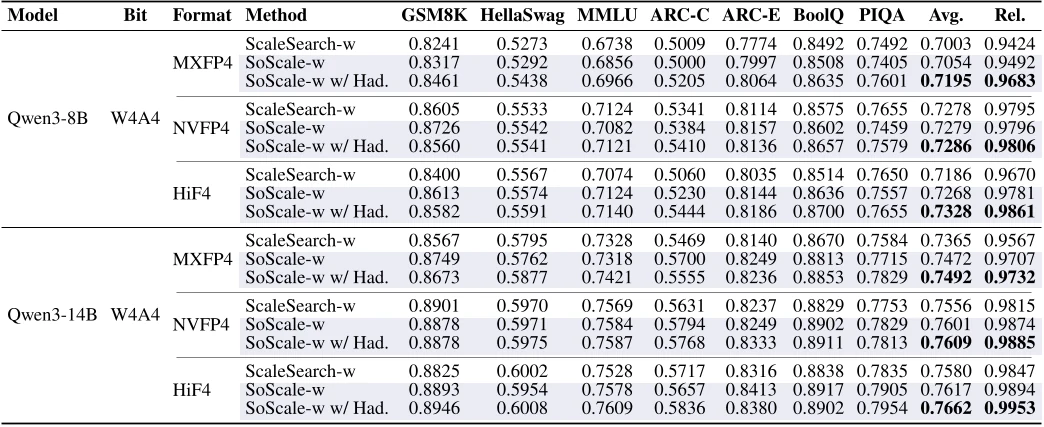 Model Bit Format Method GSM8K HellaSwag MMLU ARC-C ARC-E BoolQ PIQA Avg. Rel.
ScaleSearch-w 0.8241 0.5273 0.6738 0.5009 0.7774 0.8492 0.7492 0.7003 0.9424
MXFP4 SoScale-w 0.8317 0.5292 0.6856 0.5000 0.7997 0.8508 0.7405 0.7054 0.9492
SoScale-w w/ Had. 0.8461 0.5438 0.6966 0.5205 0.8064 0.8635 0.7601 0.7195 0.9683
ScaleSearch-w 0.8605 0.5533 0.7124 0.5341 0.8114 0.8575 0.7655 0.7278 0.9795
Qwen3-8B W4A4 NVFP4 SoScale-w 0.8726 0.5542 0.7082 0.5384 0.8157 0.8602 0.7459 0.7279 0.9796
SoScale-w w/ Had. 0.8560 0.5541 0.7121 0.5410 0.8136 0.8657 0.7579 0.7286 0.9806
ScaleSearch-w 0.8400 0.5567 0.7074 0.5060 0.8035 0.8514 0.7650 0.7186 0.9670
HiF4 SoScale-w 0.8613 0.5574 0.7124 0.5230 0.8144 0.8636 0.7557 0.7268 0.9781
SoScale-w w/ Had. 0.8582 0.5591 0.7140 0.5444 0.8186 0.8700 0.7655 0.7328 0.9861
ScaleSearch-w 0.8567 0.5795 0.7328 0.5469 0.8140 0.8670 0.7584 0.7365 0.9567
MXFP4 SoScale-w 0.8749 0.5762 0.7318 0.5700 0.8249 0.8813 0.7715 0.7472 0.9707
SoScale-w w/ Had. 0.8673 0.5877 0.7421 0.5555 0.8236 0.8853 0.7829 0.7492 0.9732
ScaleSearch-w 0.8901 0.5970 0.7569 0.5631 0.8237 0.8829 0.7753 0.7556 0.9815
Qwen3-14B W4A4 NVFP4 SoScale-w 0.8878 0.5971 0.7584 0.5794 0.8249 0.8902 0.7829 0.7601 0.9874
SoScale-w w/ Had. 0.8878 0.5975 0.7587 0.5768 0.8333 0.8911 0.7813 0.7609 0.9885
ScaleSearch-w 0.8825 0.6002 0.7528 0.5717 0.8316 0.8838 0.7835 0.7580 0.9847
HiF4 SoScale-w 0.8893 0.5954 0.7578 0.5657 0.8413 0.8917 0.7905 0.7617 0.9894
SoScale-w w/ Had. 0.8946 0.6008 0.7609 0.5836 0.8380 0.8902 0.7954 0.7662 0.9953